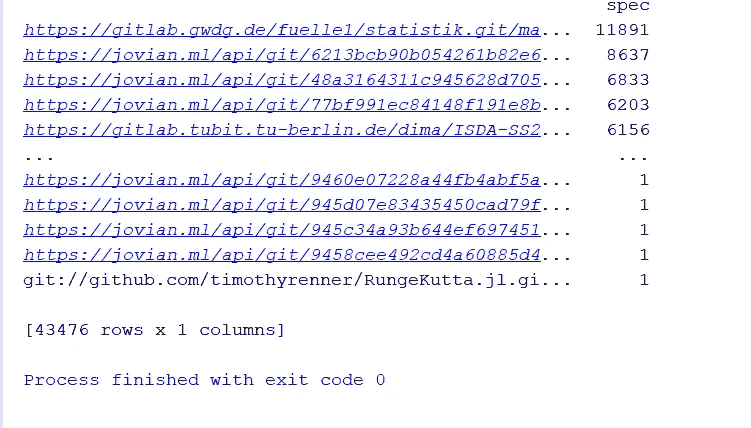 spec
https://gitlab.gwdg.de/fuelle1/statistik.git/ma... 11891
https://jovian.ml/api/git/6213bcb90b054261b82e6... 8637
https://jovian.ml/api/git/48a3164311c945628d705... 6833
https://jovian.ml/api/git/77bf991ec84148f191e8b... 6203
https://gitlab.tubit.tu-berlin.de/dima/ISDA-SS2... 6156
... ...
https://jovian.ml/api/git/9460e07228a44fb4abf5a... 1
https://jovian.ml/api/git/945d07e83435450cad79f... 1
https://jovian.ml/api/git/945c34a93b644ef697451... 1
https://jovian.ml/api/git/9458cee492cd4a60885d4... 1
git://github.com/timothyrenner/RungeKutta.jl.gi... 1
[43476 rows x 1 columns]
Process finished with exit code 0